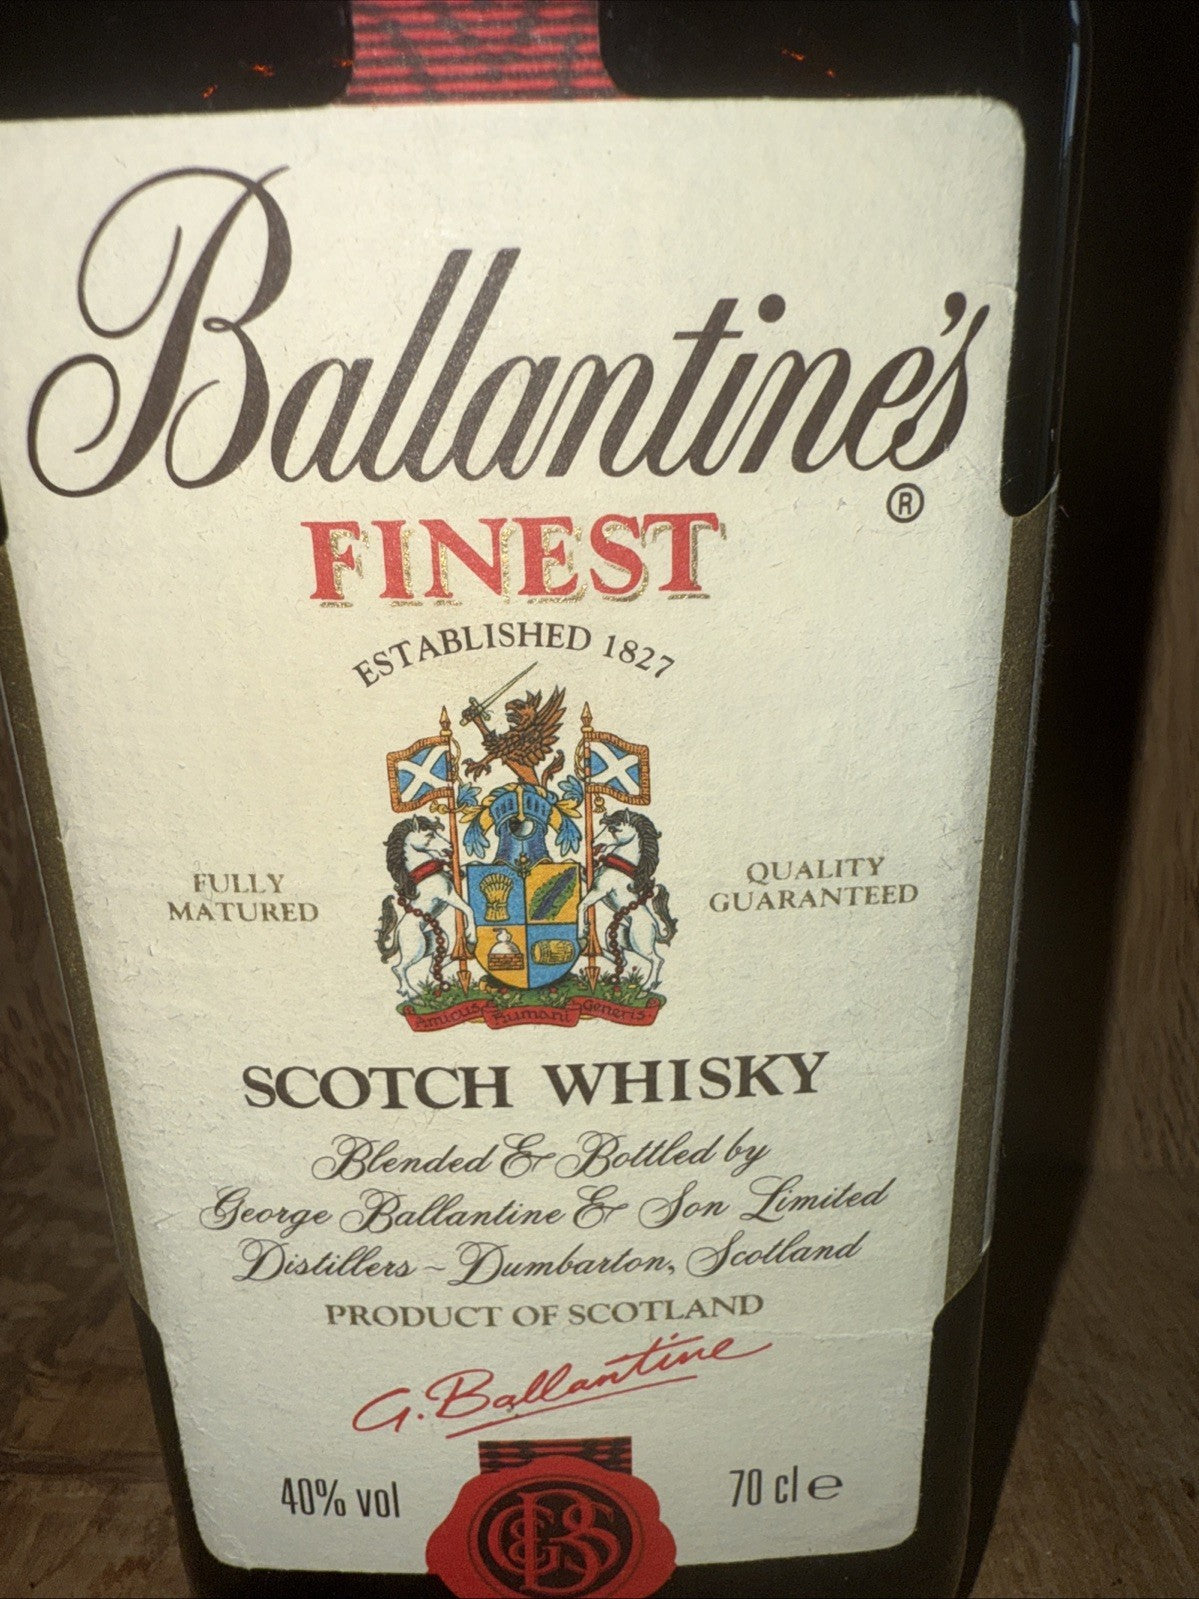 Ballantine's
®
FINEST
ESTABLISHED 1827
FULLY
MATURED
QUALITY
GUARANTEED
Amicus Humani Generis
SCOTCH WHISKY
Blended & Bottled by
George Ballantine & Son Limited
Distillers ~ Dumbarton, Scotland
PRODUCT OF SCOTLAND
G. Ballantine
40% vol
70 cl e
GB&S